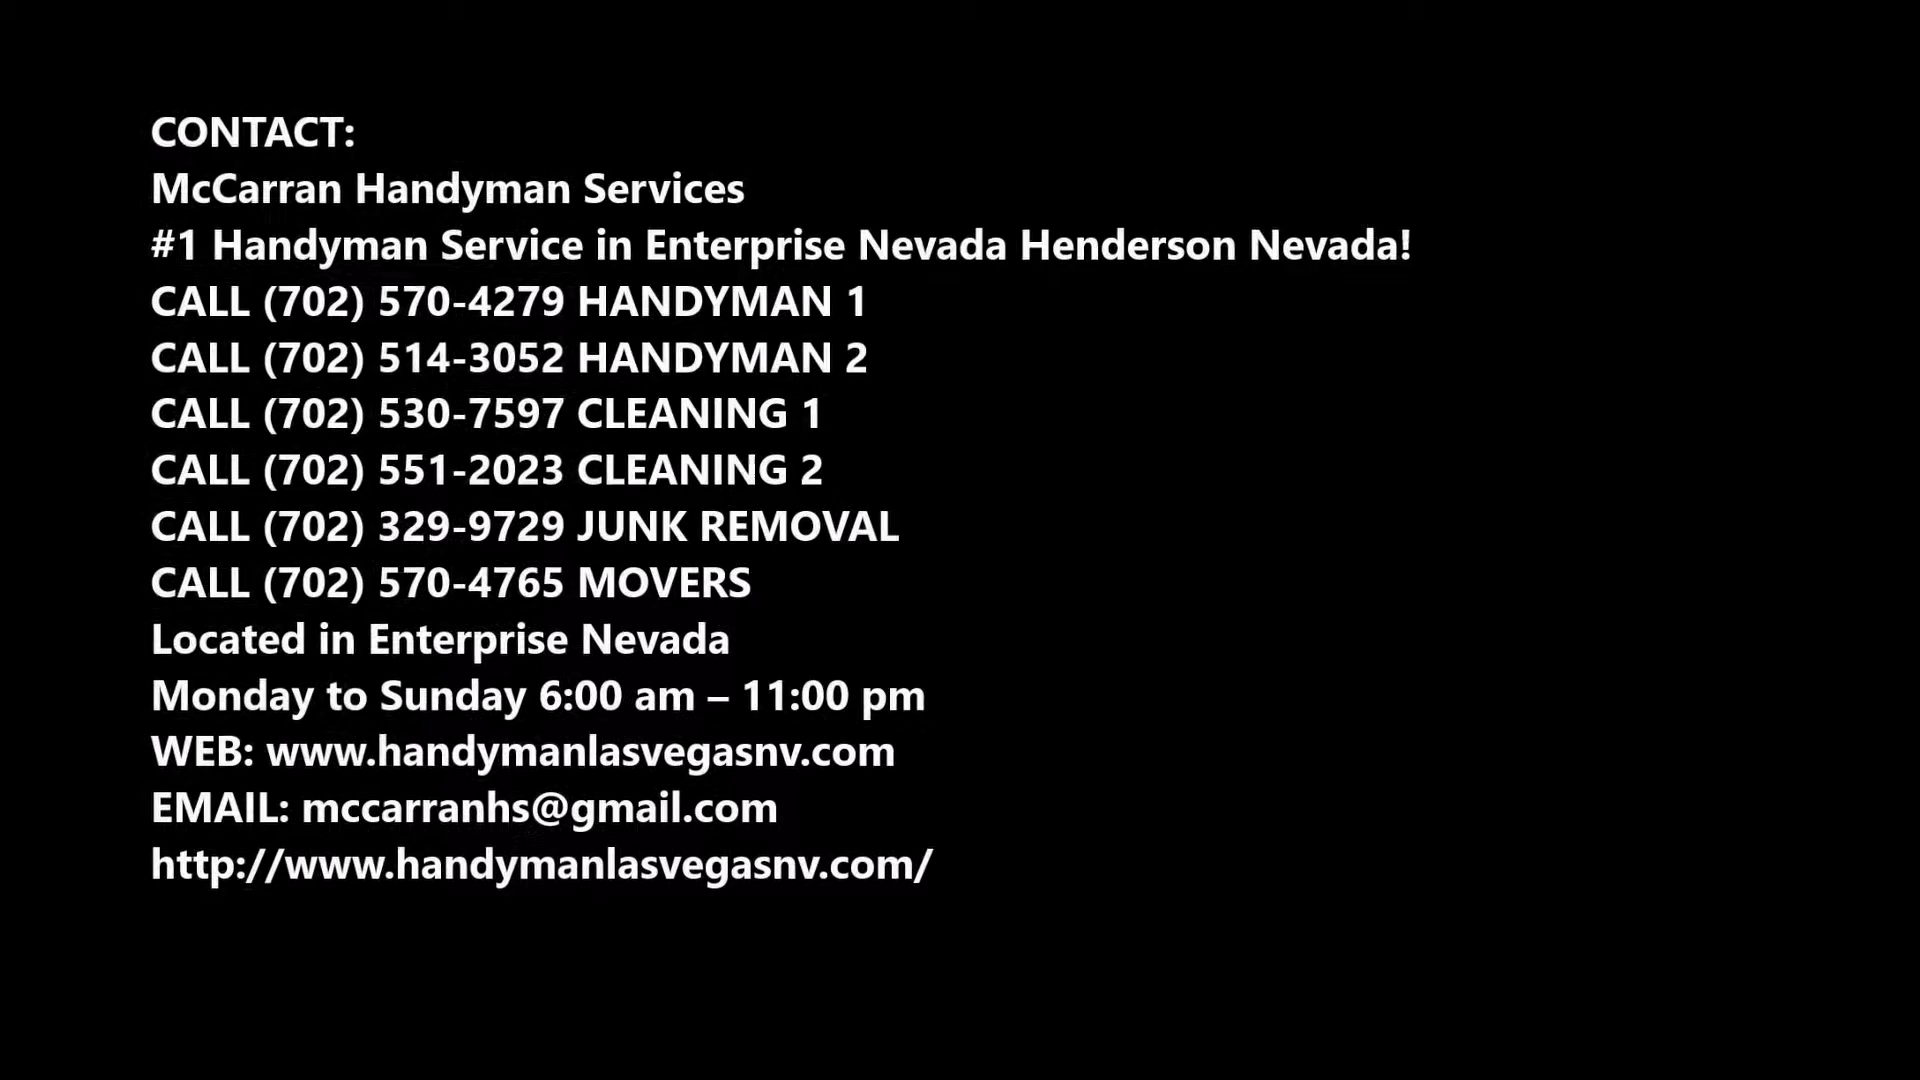 CONTACT:
McCarran Handyman Services
#1 Handyman Service in Enterprise Nevada Henderson Nevada!
CALL (702) 570-4279 HANDYMAN 1
CALL (702) 514-3052 HANDYMAN 2
CALL (702) 530-7597 CLEANING 1
CALL (702) 551-2023 CLEANING 2
CALL (702) 329-9729 JUNK REMOVAL
CALL (702) 570-4765 MOVERS
Located in Enterprise Nevada
Monday to Sunday 6:00 am – 11:00 pm
WEB: www.handymanlasvegasnv.com
EMAIL: mccarranhs@gmail.com
http://www.handymanlasvegasnv.com/